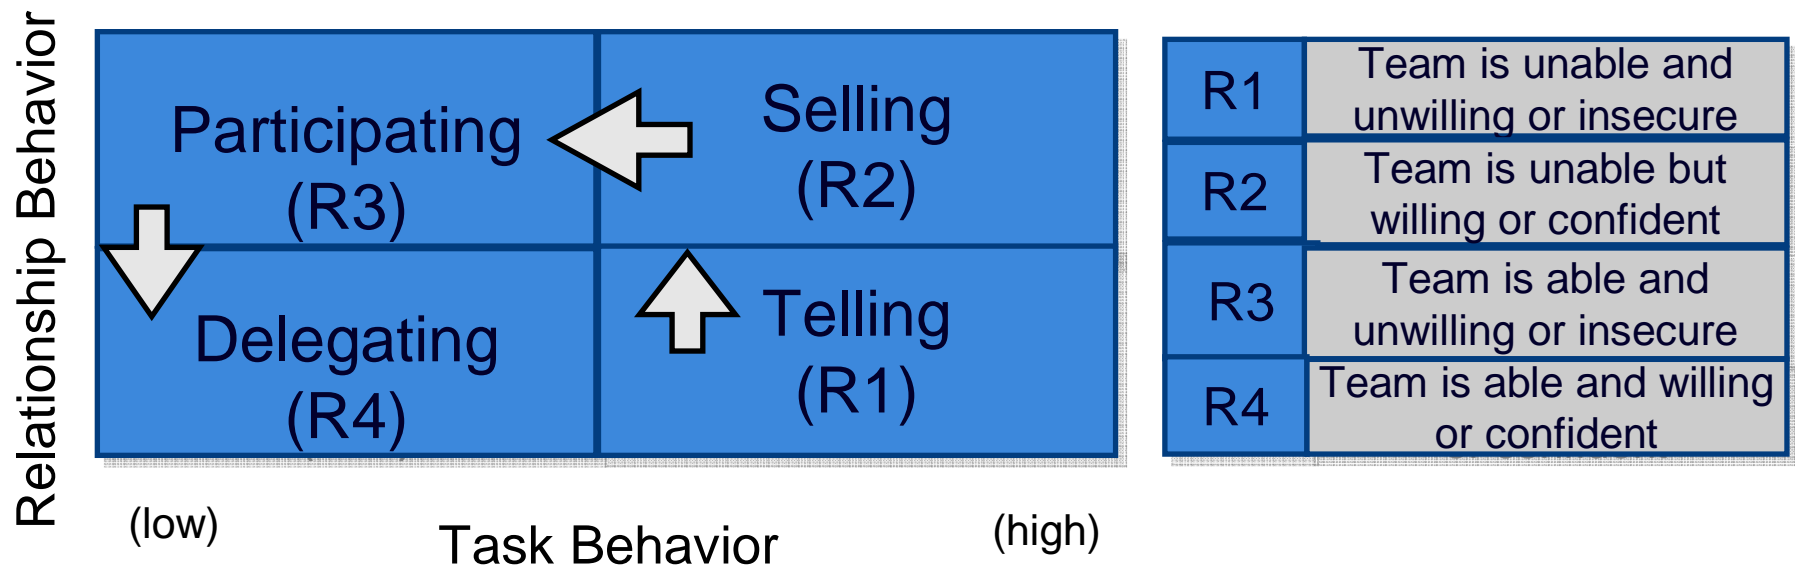 Relationship Behavior
Participating
(R3)
Selling
(R2)
Delegating
(R4)
Telling
(R1)
(low)
Task Behavior
(high)
R1
Team is unable and
unwilling or insecure
R2
Team is unable but
willing or confident
R3
Team is able and
unwilling or insecure
R4
Team is able and willing
or confident